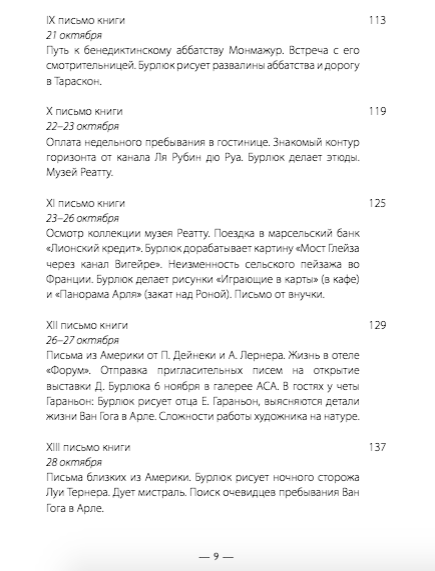 IX письмо книги 113
21 октября
Путь к бенедиктинскому аббатству Монмажур. Встреча с его
смотрительницей. Бурлюк рисует развалины аббатства и дорогу
в Тараскон.
X письмо книги 119
22–23 октября
Оплата недельного пребывания в гостинице. Знакомый контур
горизонта от канала Ля Рубин дю Руа. Бурлюк делает этюды.
Музей Реатту.
XI письмо книги 125
23–26 октября
Осмотр коллекции музея Реатту. Поездка в марсельский банк
«Лионский кредит». Бурлюк дорабатывает картину «Мост Глейза
через канал Вигейре». Неизменность сельского пейзажа во
Франции. Бурлюк делает рисунки «Играющие в карты» (в кафе)
и «Панорама Арля» (закат над Роной). Письмо от внучки.
XII письмо книги 129
26–27 октября
Письма из Америки от П. Дейнеки и А. Лернера. Жизнь в отеле
«Форум». Отправка пригласительных писем на открытие
выставки Д. Бурлюка 6 ноября в галерее АСА. В гостях у четы
Гараньон: Бурлюк рисует отца Е. Гараньон, выясняются детали
жизни Ван Гога в Арле. Сложности работы художника на натуре.
XIII письмо книги 137
28 октября
Письма близких из Америки. Бурлюк рисует ночного сторожа
Луи Тернера. Дует мистраль. Поиск очевидцев пребывания Ван
Гога в Арле.
— 9 —